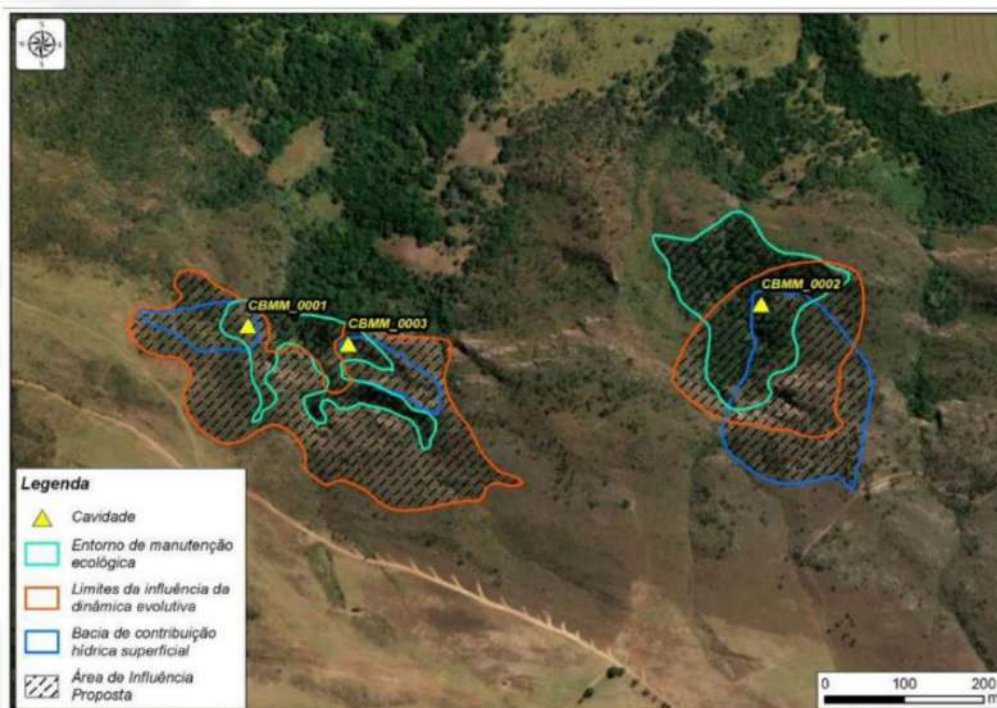 CBMM_0001
CBMM_0003
CBMM_0002
Legenda
Cavidade
Entorno de manutenção
ecológica
Limites da influência da
dinâmica evolutiva
Bacia de contribuição
hídrica superficial
Área de Influência
Proposta
0 100 200
m